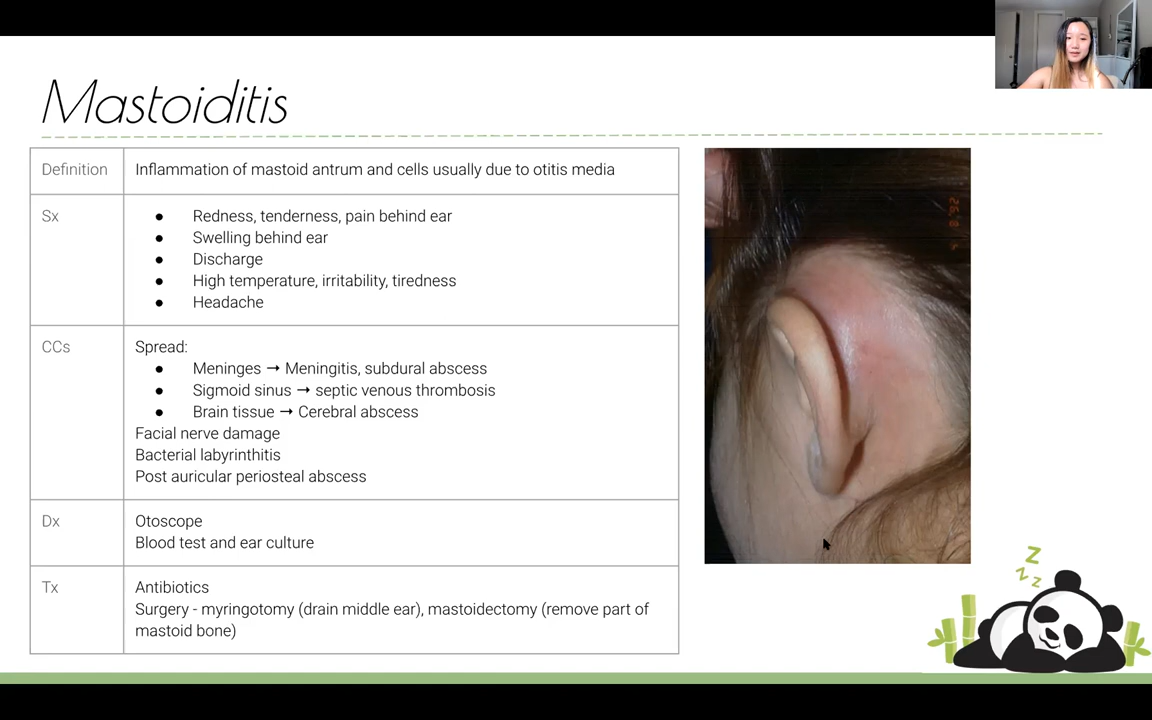 Mastoiditis
Definition
Inflammation of mastoid antrum and cells usually due to otitis media
Sx
● Redness, tenderness, pain behind ear
● Swelling behind ear
● Discharge
● High temperature, irritability, tiredness
● Headache
CCs
Spread:
● Meninges → Meningitis, subdural abscess
● Sigmoid sinus → septic venous thrombosis
● Brain tissue → Cerebral abscess
Facial nerve damage
Bacterial labyrinthitis
Post auricular periosteal abscess
Dx
Otoscope
Blood test and ear culture
Tx
Antibiotics
Surgery - myringotomy (drain middle ear), mastoidectomy (remove part of
mastoid bone)
Z
Z
Z